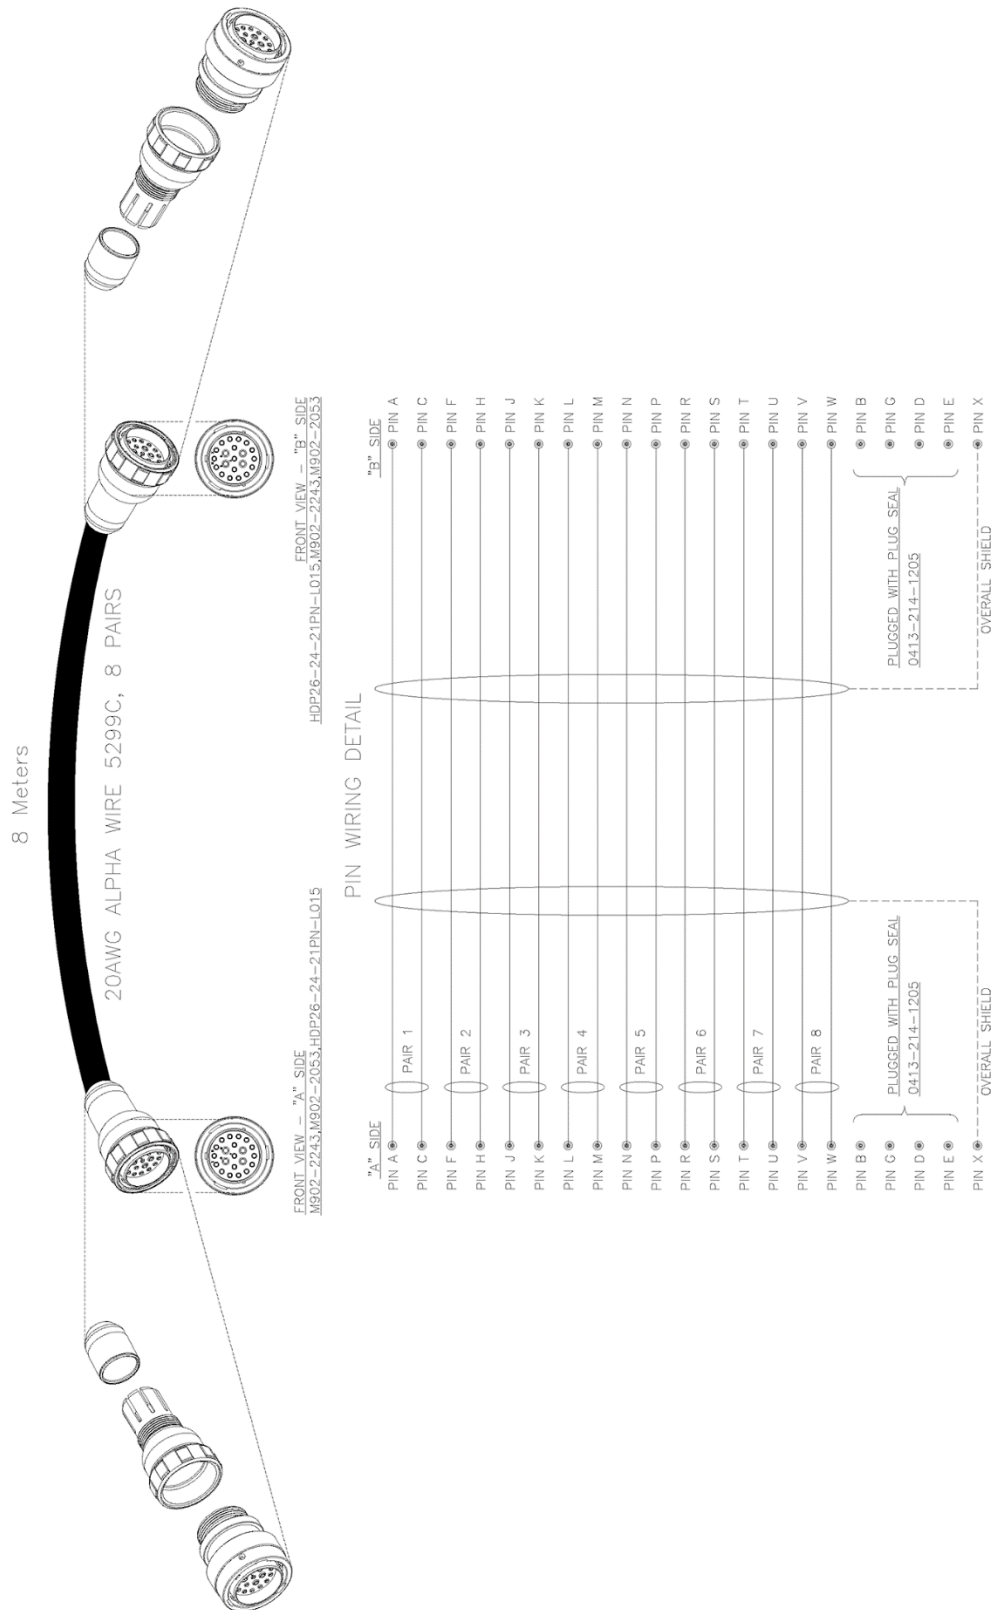 8 Meters
20AWG ALPHA WIRE 5299C, 8 PAIRS
FRONT VIEW - "A" SIDE
M902-2243,M902-2053,HDP26-24-21PN-L015
FRONT VIEW - "B" SIDE
HDP26-24-21PN-L015,M902-2243,M902-2053
PIN WIRING DETAIL
"A" SIDE
"B" SIDE
PIN A PAIR 1 PIN A
PIN C PIN C
PIN F PAIR 2 PIN F
PIN H PIN H
PIN J PAIR 3 PIN J
PIN K PIN K
PIN L PAIR 4 PIN L
PIN M PIN M
PIN N PAIR 5 PIN N
PIN P PIN P
PIN R PAIR 6 PIN R
PIN S PIN S
PIN T PAIR 7 PIN T
PIN U PIN U
PIN V PAIR 8 PIN V
PIN W PIN W
PIN B PIN B
PIN G PLUGGED WITH PLUG SEAL PLUGGED WITH PLUG SEAL PIN G
PIN D 0413-214-1205 0413-214-1205 PIN D
PIN E PIN E
PIN X PIN X
OVERALL SHIELD OVERALL SHIELD